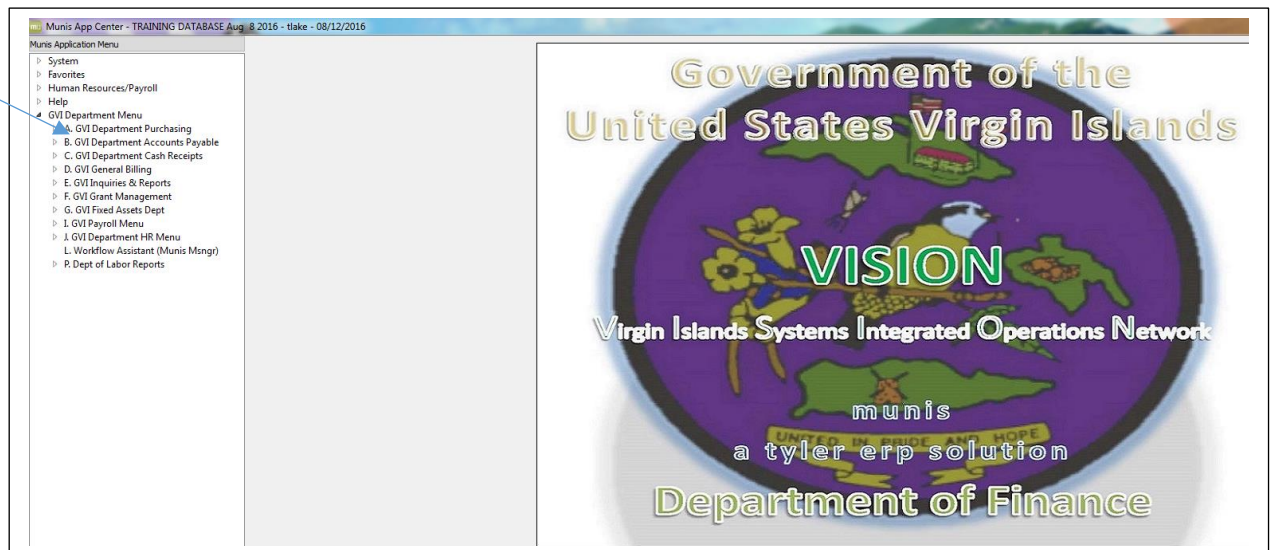 Munis App Center - TRAINING DATABASE Aug 8 2016 - tlake - 08/12/2016
Munis Application Menu
System
Favorites
Human Resources/Payroll
Help
GVI Department Menu
A. GVI Department Purchasing
B. GVI Department Accounts Payable
C. GVI Department Cash Receipts
D. GVI General Billing
E. GVI Inquiries & Reports
F. GVI Grant Management
G. GVI Fixed Assets Dept
I. GVI Payroll Menu
J. GVI Department HR Menu
L. Workflow Assistant (Munis Msngr)
P. Dept of Labor Reports
Government of the
United States Virgin Islands
VISION
Virgin Islands Systems Integrated Operations Network
munis
UNITED IN PRIDE AND HOPE
a tyler erp solution
Department of Finance